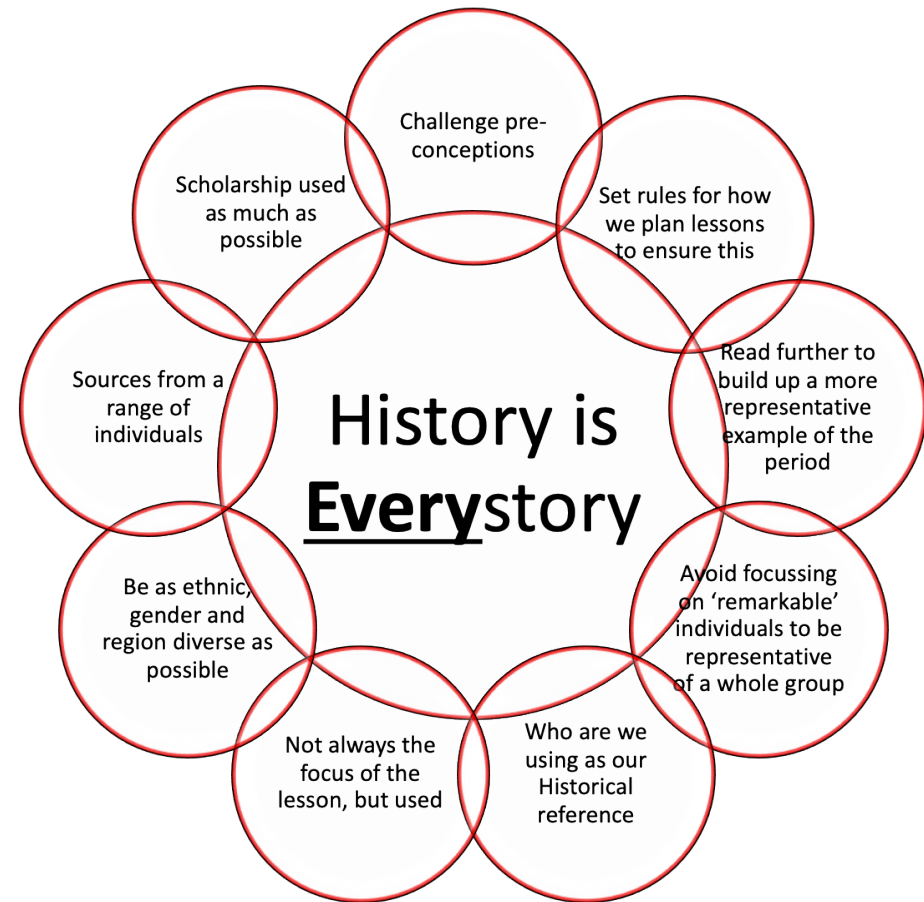 Challenge pre-
conceptions
Set rules for how
we plan lessons
to ensure this
Read further to
build up a more
representative
example of the
period
Avoid focussing
on ‘remarkable’
individuals to be
representative
of a whole group
Who are we
using as our
Historical
reference
Not always the
focus of the
lesson, but used
Be as ethnic,
gender and
region diverse as
possible
Sources from a
range of
individuals
Scholarship used
as much as
possible
History is
Everystory